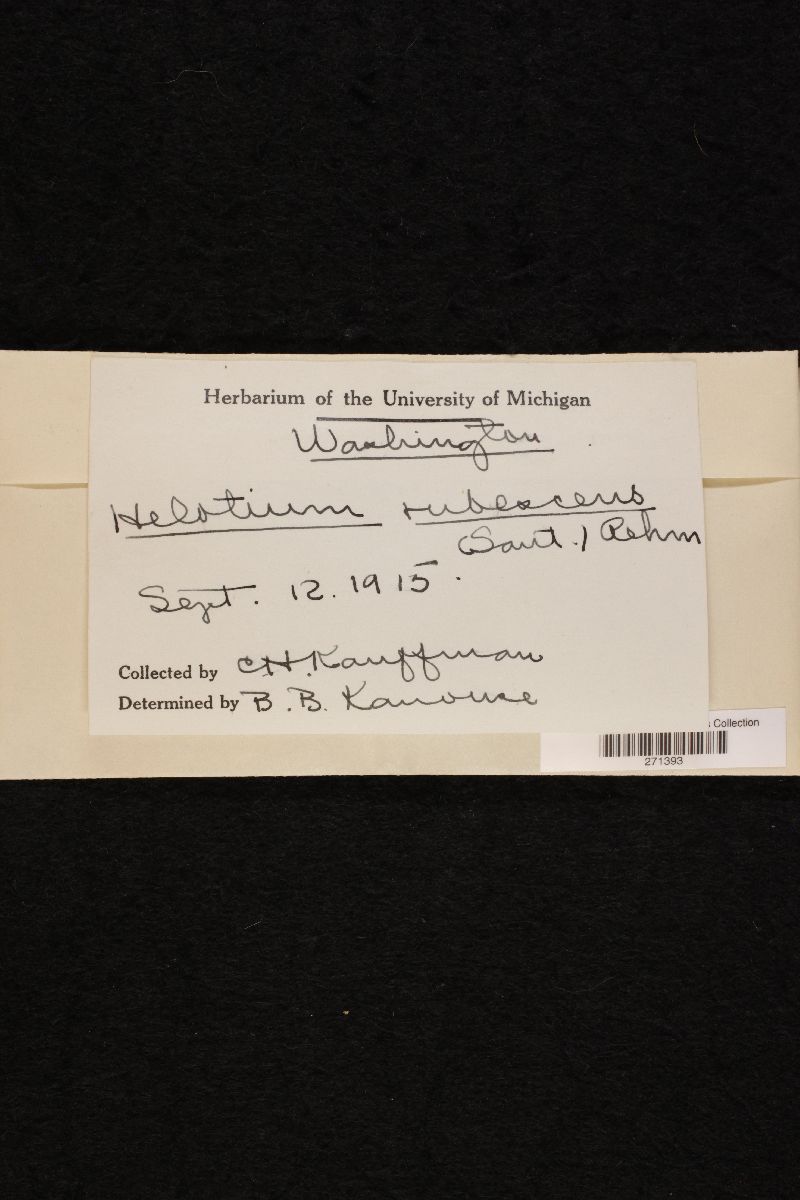 Herbarium of the University of Michigan
Washington
Helotium rubescens
(Saut.) Rehm
Sept. 12. 1915.
Collected by C.H. Kauffman
Determined by B. B. Kanouse
Collection
271393